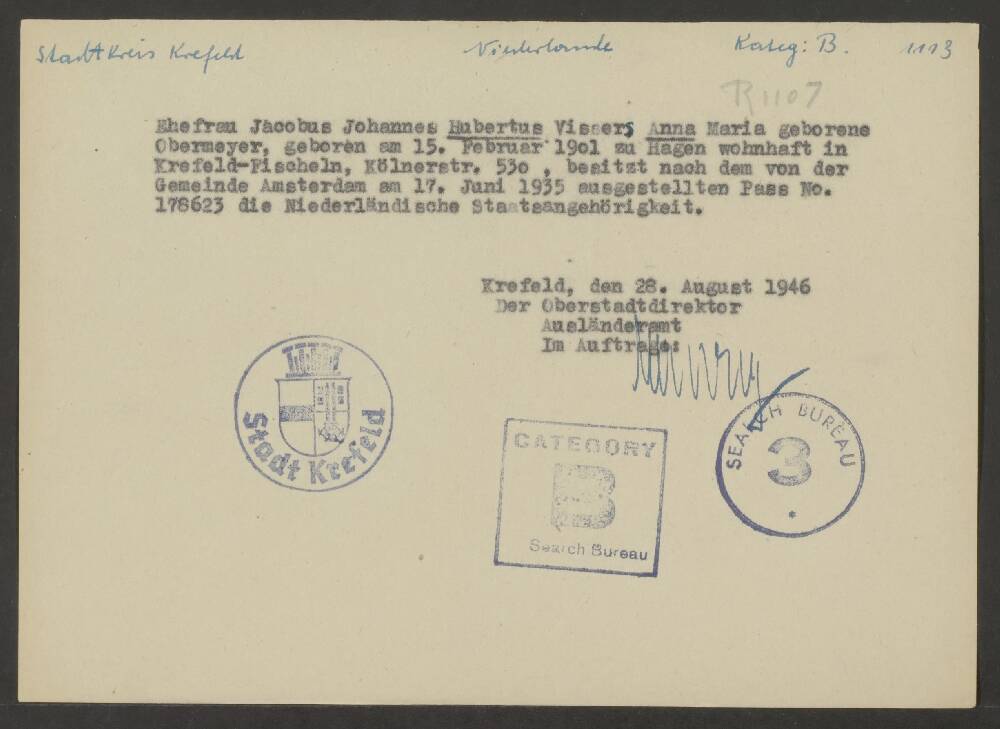 Stadtkreis Krefeld Niederlande Kateg: B. 1113
R 1107
Ehefrau Jacobus Johannes Hubertus Vissers Anna Maria geborene
Obermeyer, geboren am 15. Februar 1901 zu Hagen wohnhaft in
Krefeld-Fischeln, Kölnerstr. 530 , besitzt nach dem von der
Gemeinde Amsterdam am 17. Juni 1935 ausgestellten Pass No.
178623 die Niederländische Staatsangehörigkeit.
Krefeld, den 28. August 1946
Der Oberstadtdirektor
Ausländeramt
Im Auftrage:
Stadt Krefeld
CATEGORY
B
Search Bureau
SEARCH BUREAU
3
*